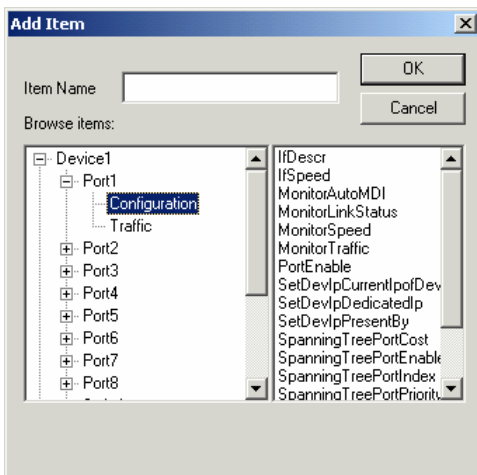 Add Item
Item Name
OK
Cancel
Browse items:
Device1
Port1
Configuration
Traffic
Port2
Port3
Port4
Port5
Port6
Port7
Port8
IfDescr
IfSpeed
MonitorAutoMDI
MonitorLinkStatus
MonitorSpeed
MonitorTraffic
PortEnable
SetDevIpCurrentIpofDev
SetDevIpDedicatedIp
SetDevIpPresentBy
SpanningTreePortCost
SpanningTreePortEnable
SpanningTreePortIndex
SpanningTreePortPriority